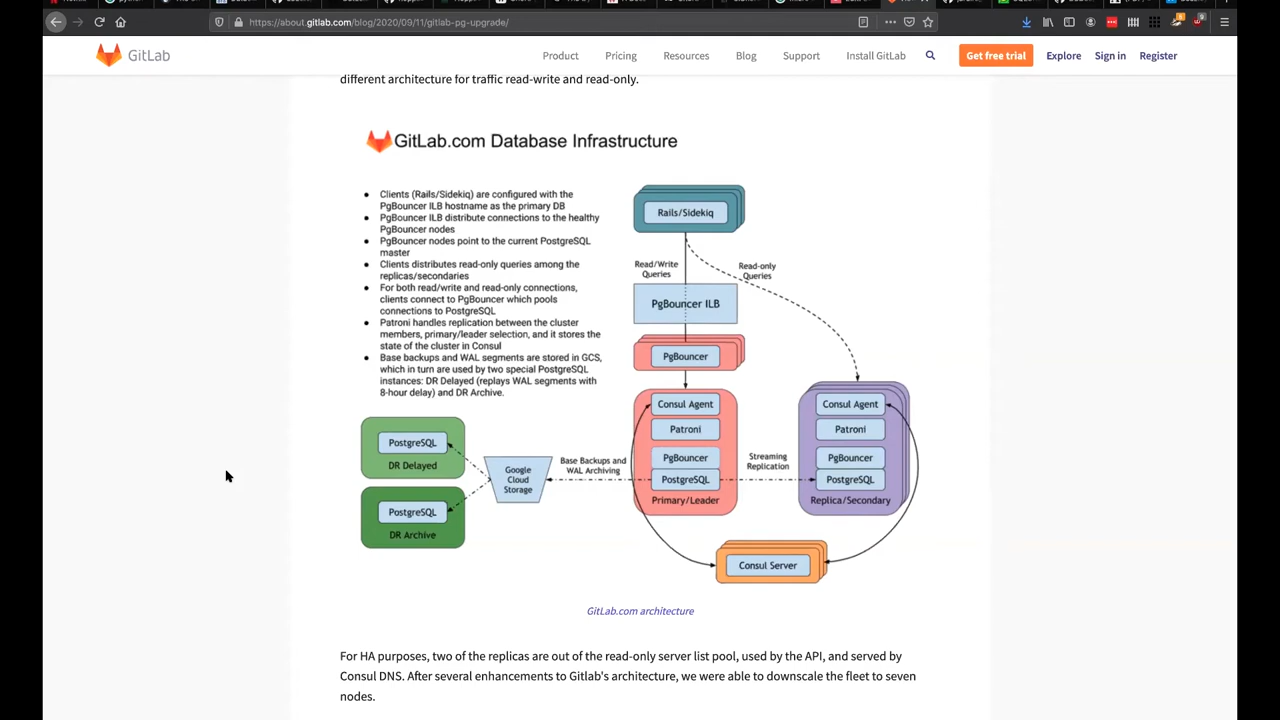 https://about.gitlab.com/blog/2020/09/11/gitlab-pg-upgrade/
GitLab
Product Pricing Resources Blog Support Install GitLab Get free trial Explore Sign in Register
different architecture for traffic read-write and read-only.
GitLab.com Database Infrastructure
Clients (Rails/Sidekiq) are configured with the
PgBouncer ILB hostname as the primary DB
PgBouncer ILB distribute connections to the healthy
PgBouncer nodes
PgBouncer nodes point to the current PostgreSQL
master
Clients distributes read-only queries among the
replicas/secondaries
For both read/write and read-only connections,
clients connect to PgBouncer which pools
connections to PostgreSQL
Patroni handles replication between the cluster
members, primary/leader selection, and it stores the
state of the cluster in Consul
Base backups and WAL segments are stored in GCS,
which in turn are used by two special PostgreSQL
instances: DR Delayed (replays WAL segments with
8-hour delay) and DR Archive.
Rails/Sidekiq
Read/Write
Queries
Read-only
Queries
PgBouncer ILB
PgBouncer
Consul Agent
Patroni
PgBouncer
PostgreSQL
Primary/Leader
Streaming
Replication
Consul Agent
Patroni
PgBouncer
PostgreSQL
Replica/Secondary
Base Backups and
WAL Archiving
Google
Cloud
Storage
PostgreSQL
DR Delayed
PostgreSQL
DR Archive
Consul Server
GitLab.com architecture
For HA purposes, two of the replicas are out of the read-only server list pool, used by the API, and served by
Consul DNS. After several enhancements to Gitlab's architecture, we were able to downscale the fleet to seven
nodes.